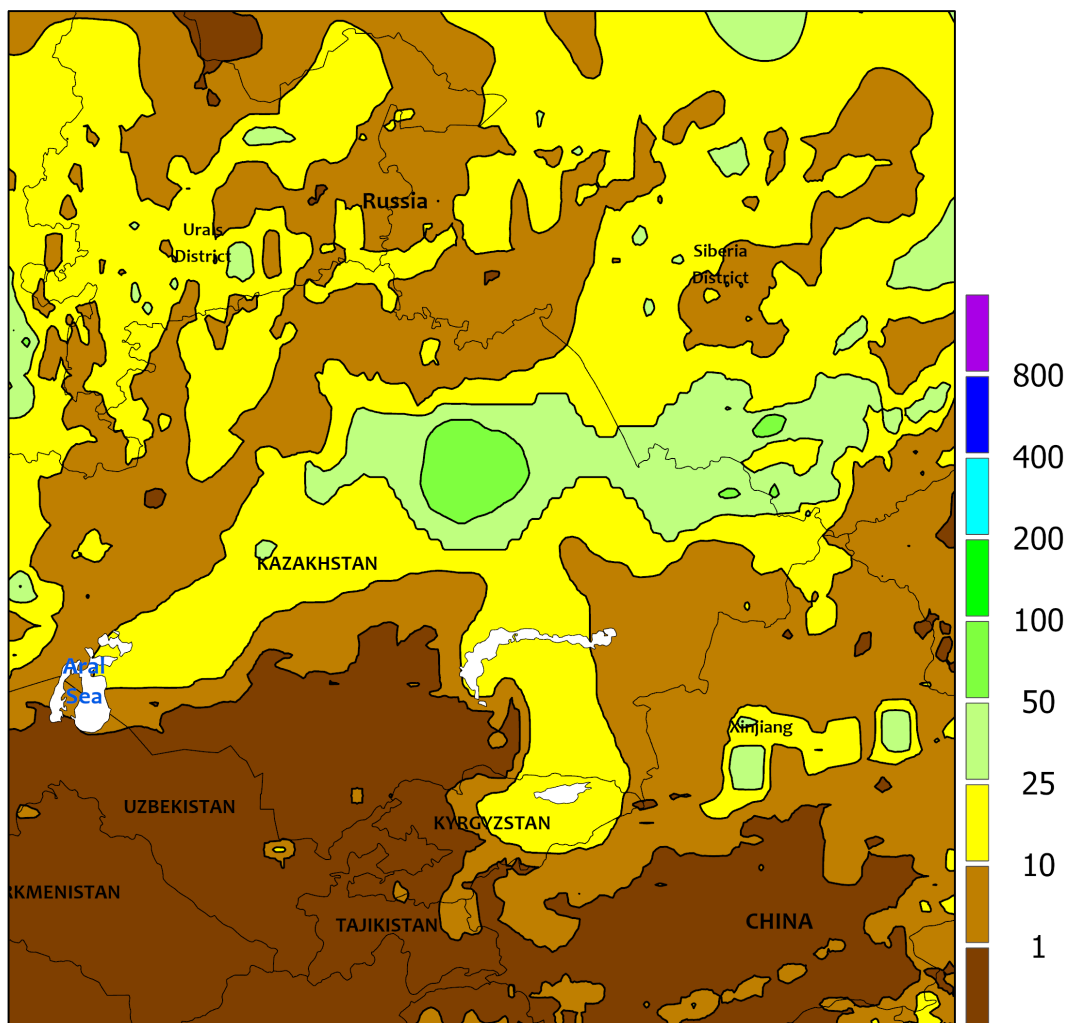 Russia
Urals
District
Siberia
District
800
400
200
KAZAKHSTAN
100
Aral
Sea
50
Xinjiang
25
UZBEKISTAN
KYRGYZSTAN
10
RKMENISTAN
TAJIKISTAN
CHINA
1